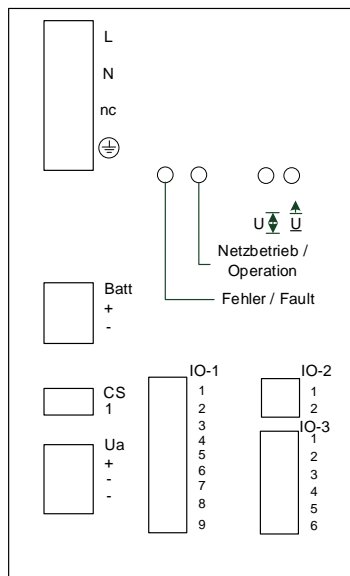 L
N
nc
U U
Netzbetrieb /
Operation
Fehler / Fault
Batt
+
-
CS
1
Ua
+
-
-
IO-1
1
2
3
4
5
6
7
8
9
IO-2
1
2
IO-3
1
2
3
4
5
6